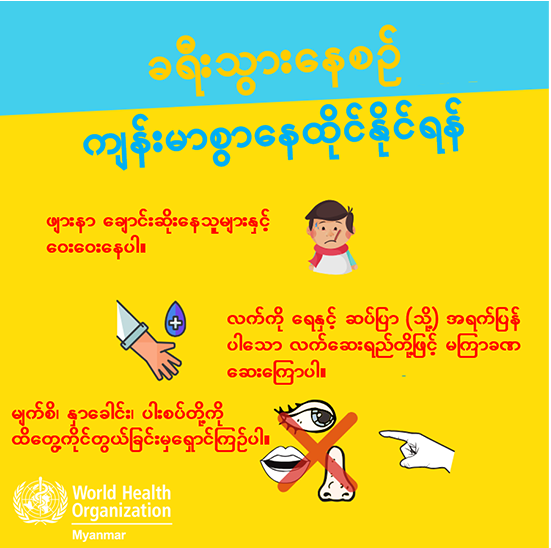 ခရီးသွားနေစဉ်
ကျန်းမာစွာနေထိုင်နိုင်ရန်
ဖျားနာ ချောင်းဆိုးနေသူများနှင့်
ဝေးဝေးနေပါ။
လက်ကို ရေနှင့် ဆပ်ပြာ (သို့) အရက်ပြန်
ပါသော လက်ဆေးရည်တို့ဖြင့် မကြာခဏ
ဆေးကြောပါ။
မျက်စိ၊ နှာခေါင်း၊ ပါးစပ်တို့ကို
ထိတွေ့ကိုင်တွယ်ခြင်းမှရှောင်ကြဉ်ပါ။
World Health
Organization
Myanmar